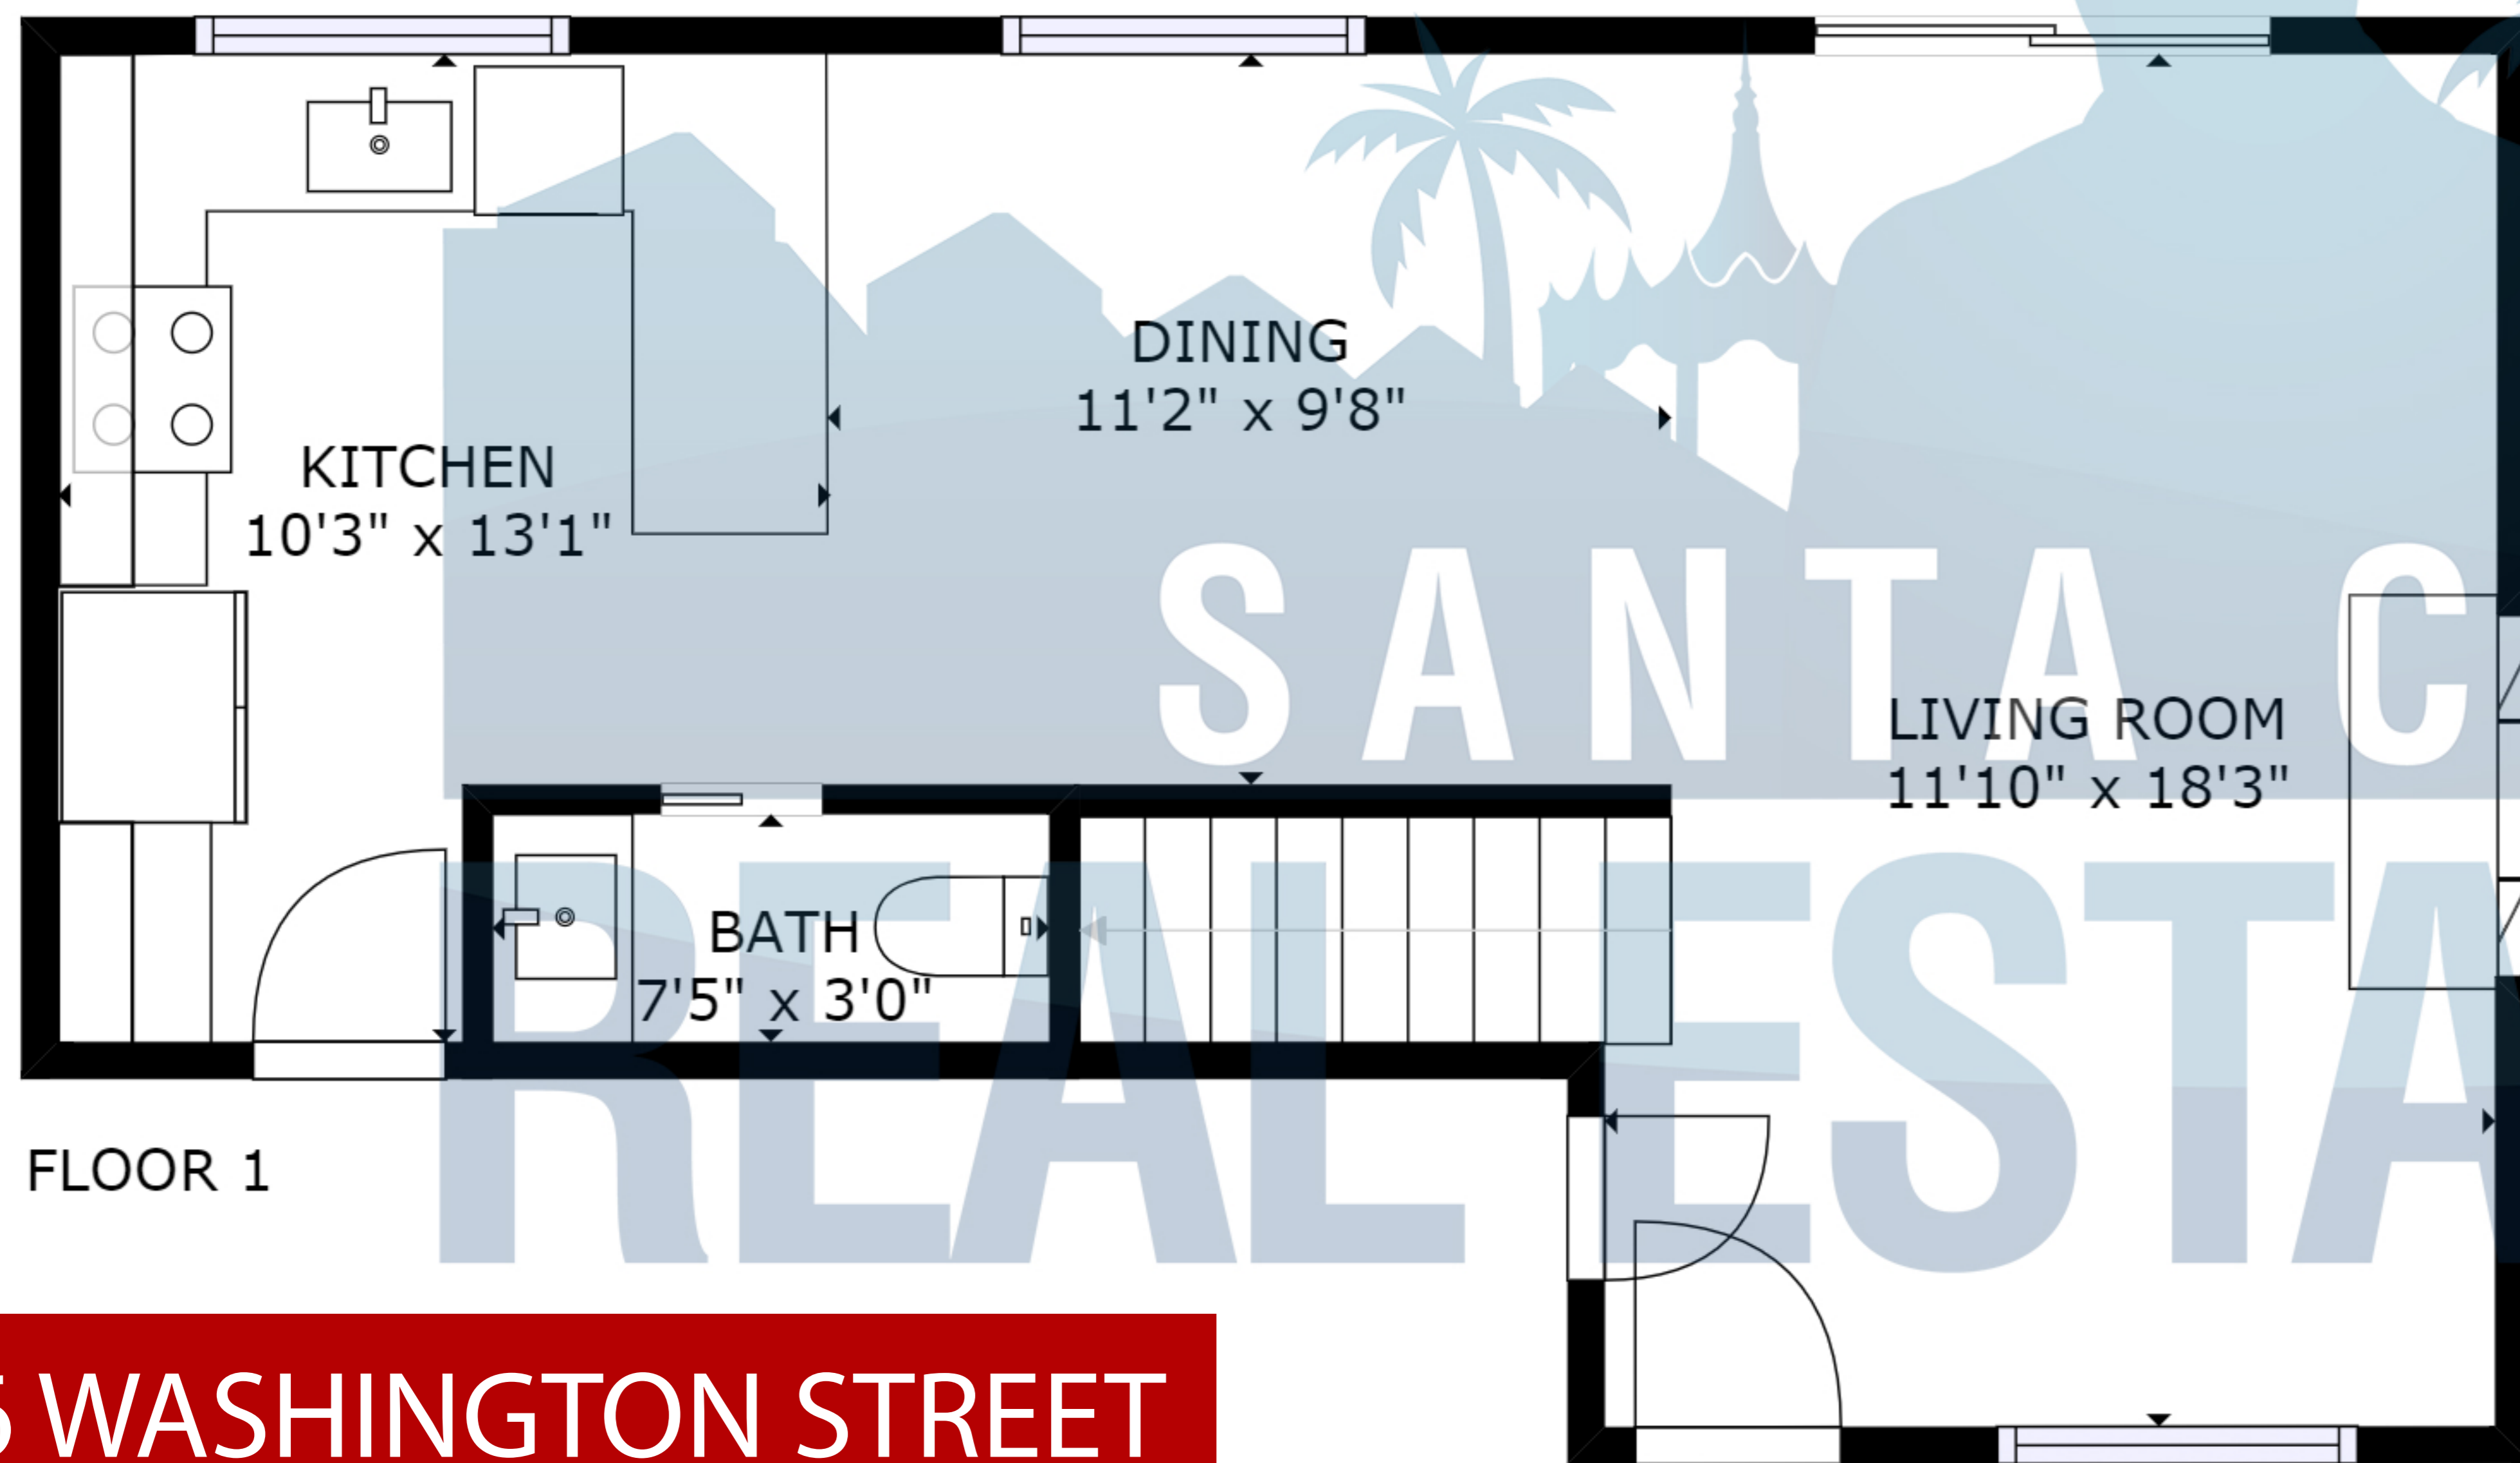 DINING
11'2" x 9'8"
KITCHEN
10'3" x 13'1"
SANTA C
LIVING ROOM
11'10" x 18'3"
BATH
7'5" x 3'0"
REAL ESTA
FLOOR 1
WASHINGTON STREET